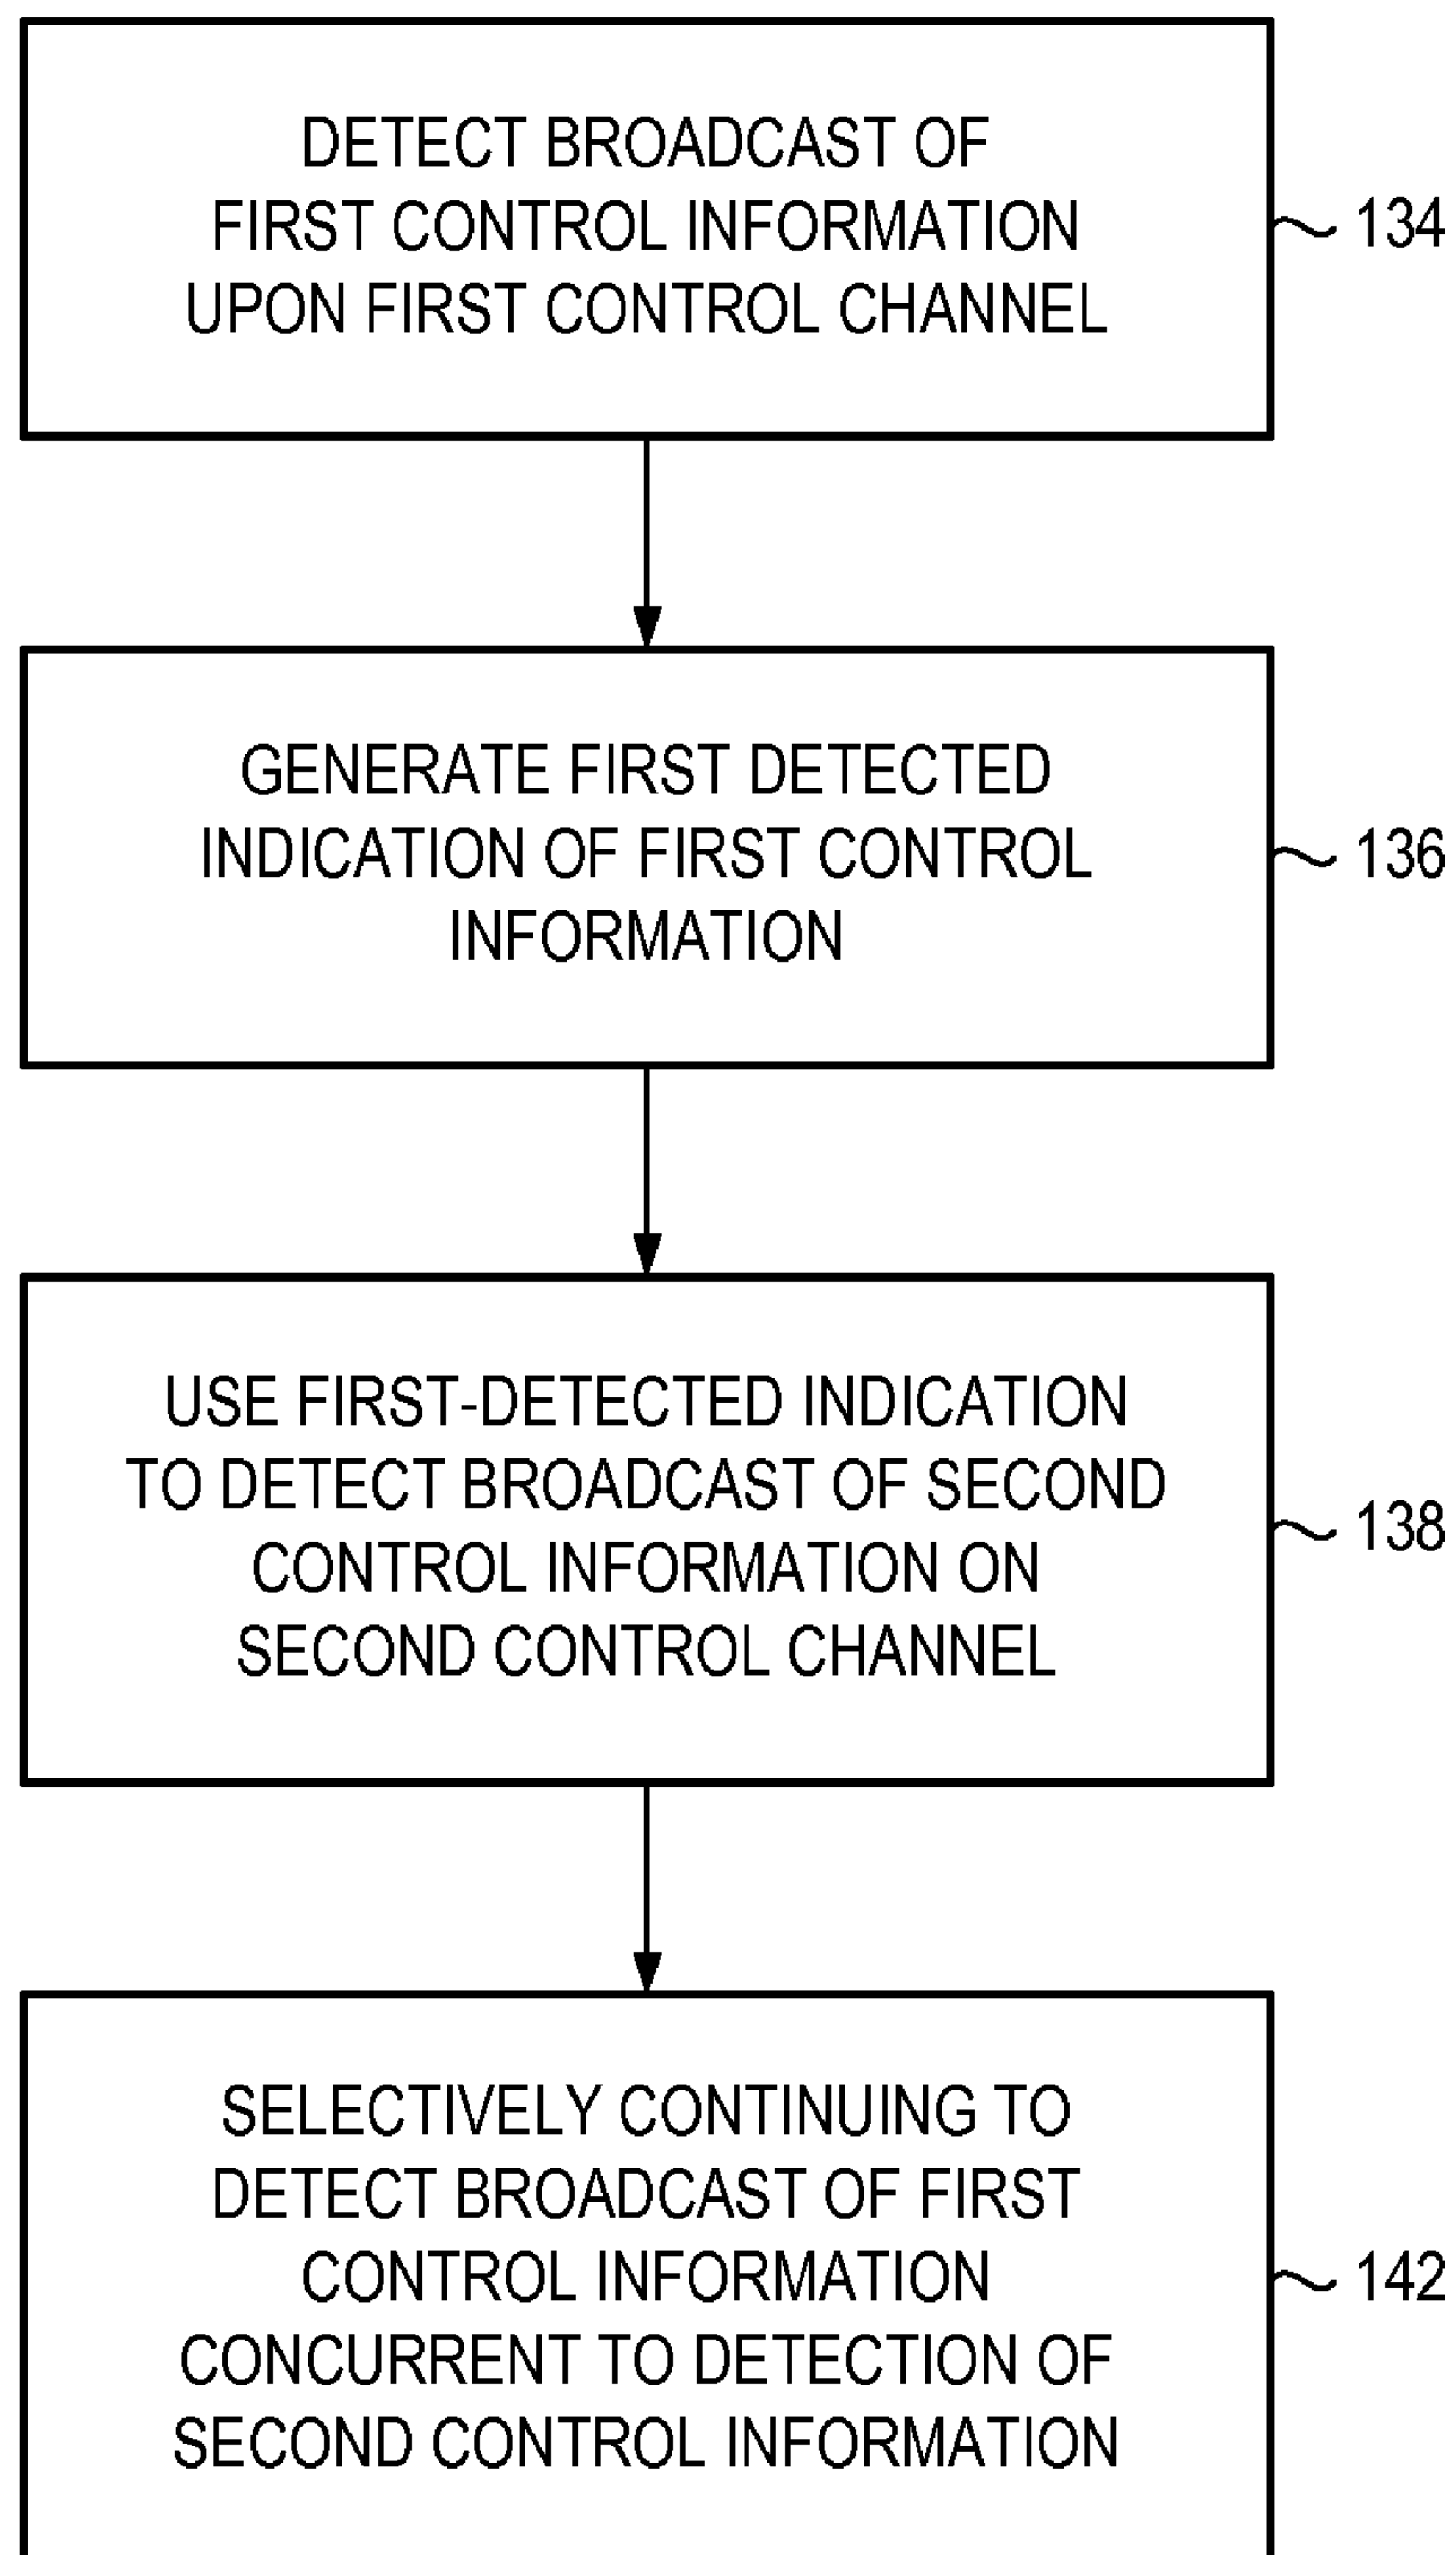 DETECT BROADCAST OF
FIRST CONTROL INFORMATION
UPON FIRST CONTROL CHANNEL
134
GENERATE FIRST DETECTED
INDICATION OF FIRST CONTROL
INFORMATION
136
USE FIRST-DETECTED INDICATION
TO DETECT BROADCAST OF SECOND
CONTROL INFORMATION ON
SECOND CONTROL CHANNEL
138
SELECTIVELY CONTINUING TO
DETECT BROADCAST OF FIRST
CONTROL INFORMATION
CONCURRENT TO DETECTION OF
SECOND CONTROL INFORMATION
142